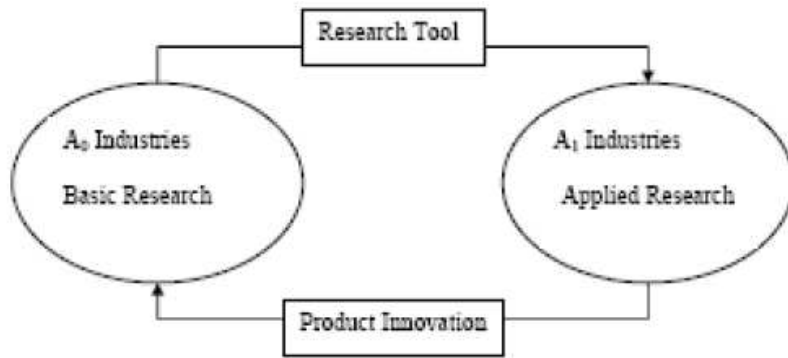 Research Tool
A₀ Industries
Basic Research
A₁ Industries
Applied Research
Product Innovation